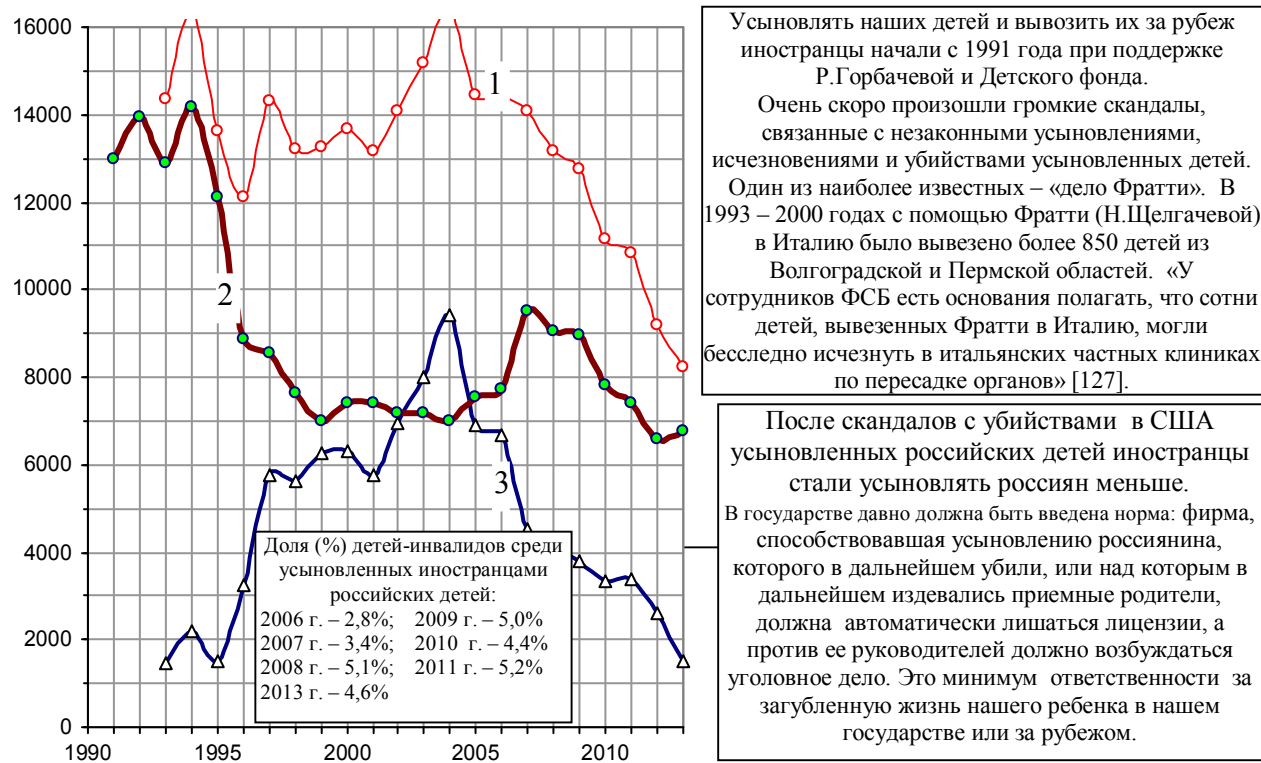 16000
14000
12000
10000
8000
6000
4000
2000
0
1990
1995
2000
2005
2010
1
2
3
Доля (%) детей-инвалидов среди
усыновленных иностранцами
российских детей:
2006 г. – 2,8%; 2009 г. – 5,0%
2007 г. – 3,4%; 2010 г. – 4,4%
2008 г. – 5,1%; 2011 г. – 5,2%
2013 г. – 4,6%
Усыновлять наших детей и вывозить их за рубеж
иностранцы начали с 1991 года при поддержке
Р.Горбачевой и Детского фонда.
Очень скоро произошли громкие скандалы,
связанные с незаконными усыновлениями,
исчезновениями и убийствами усыновленных детей.
Один из наиболее известных – «дело Фратти». В
1993 – 2000 годах с помощью Фратти (Н.Щелгачевой)
в Италию было вывезено более 850 детей из
Волгоградской и Пермской областей. «У
сотрудников ФСБ есть основания полагать, что сотни
детей, вывезенных Фратти в Италию, могли
бесследно исчезнуть в итальянских частных клиниках
по пересадке органов» [127].
После скандалов с убийствами в США
усыновленных российских детей иностранцы
стали усыновлять россиян меньше.
В государстве давно должна быть введена норма: фирма,
способствовавшая усыновлению россиянина,
которого в дальнейшем убили, или над которым в
дальнейшем издевались приемные родители,
должна автоматически лишаться лицензии, а
против ее руководителей должно возбуждаться
уголовное дело. Это минимум ответственности за
загубленную жизнь нашего ребенка в нашем
государстве или за рубежом.